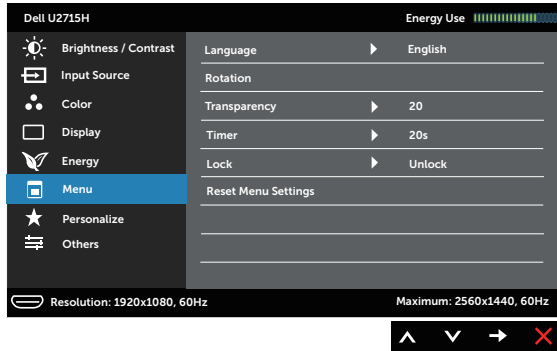 Dell U2715H Energy Use
Brightness / Contrast Language English
Input Source Rotation
Color Transparency 20
Display Timer 20s
Energy Lock Unlock
Menu Reset Menu Settings
Personalize
Others
Resolution: 1920x1080, 60Hz Maximum: 2560x1440, 60Hz